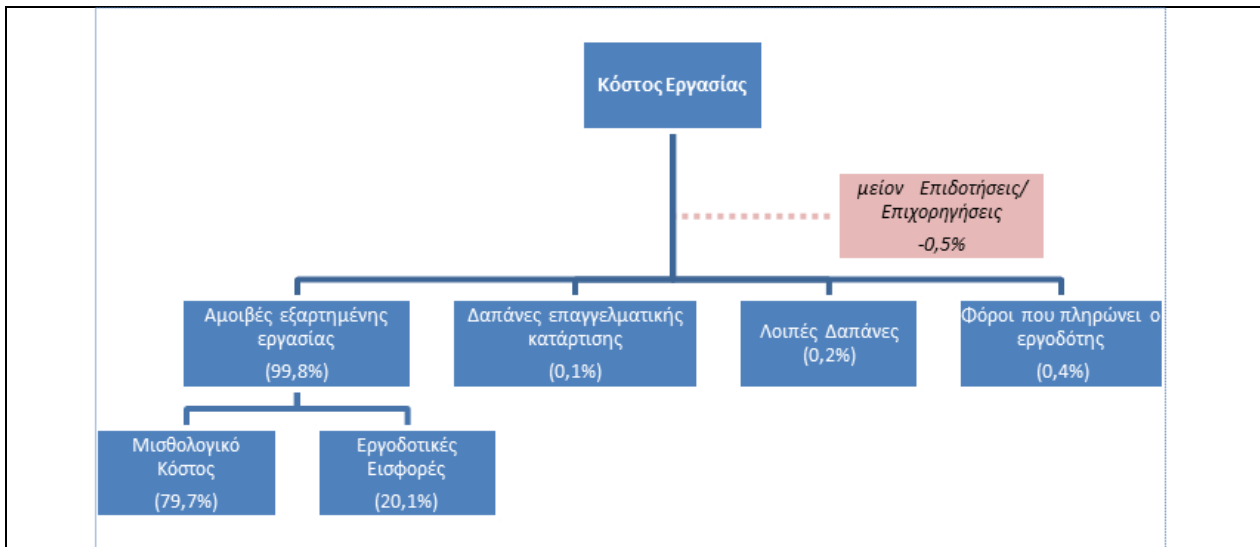 Κόστος Εργασίας
μείον Επιδοτήσεις/
Επιχορηγήσεις
-0,5%
Αμοιβές εξαρτημένης
εργασίας
(99,8%)
Δαπάνες επαγγελματικής
κατάρτισης
(0,1%)
Λοιπές Δαπάνες
(0,2%)
Φόροι που πληρώνει ο
εργοδότης
(0,4%)
Μισθολογικό
Κόστος
(79,7%)
Εργοδοτικές
Εισφορές
(20,1%)